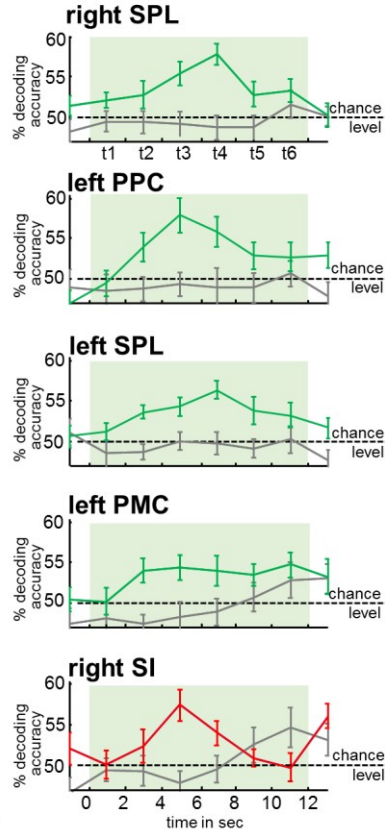 right SPL
60
55
50
% decoding
accuracy
chance
level
t1 t2 t3 t4 t5 t6
left PPC
60
55
50
% decoding
accuracy
chance
level
left SPL
60
55
50
% decoding
accuracy
chance
level
left PMC
60
55
50
% decoding
accuracy
chance
level
right SI
60
55
50
% decoding
accuracy
chance
level
0 2 4 6 8 10 12
time in sec